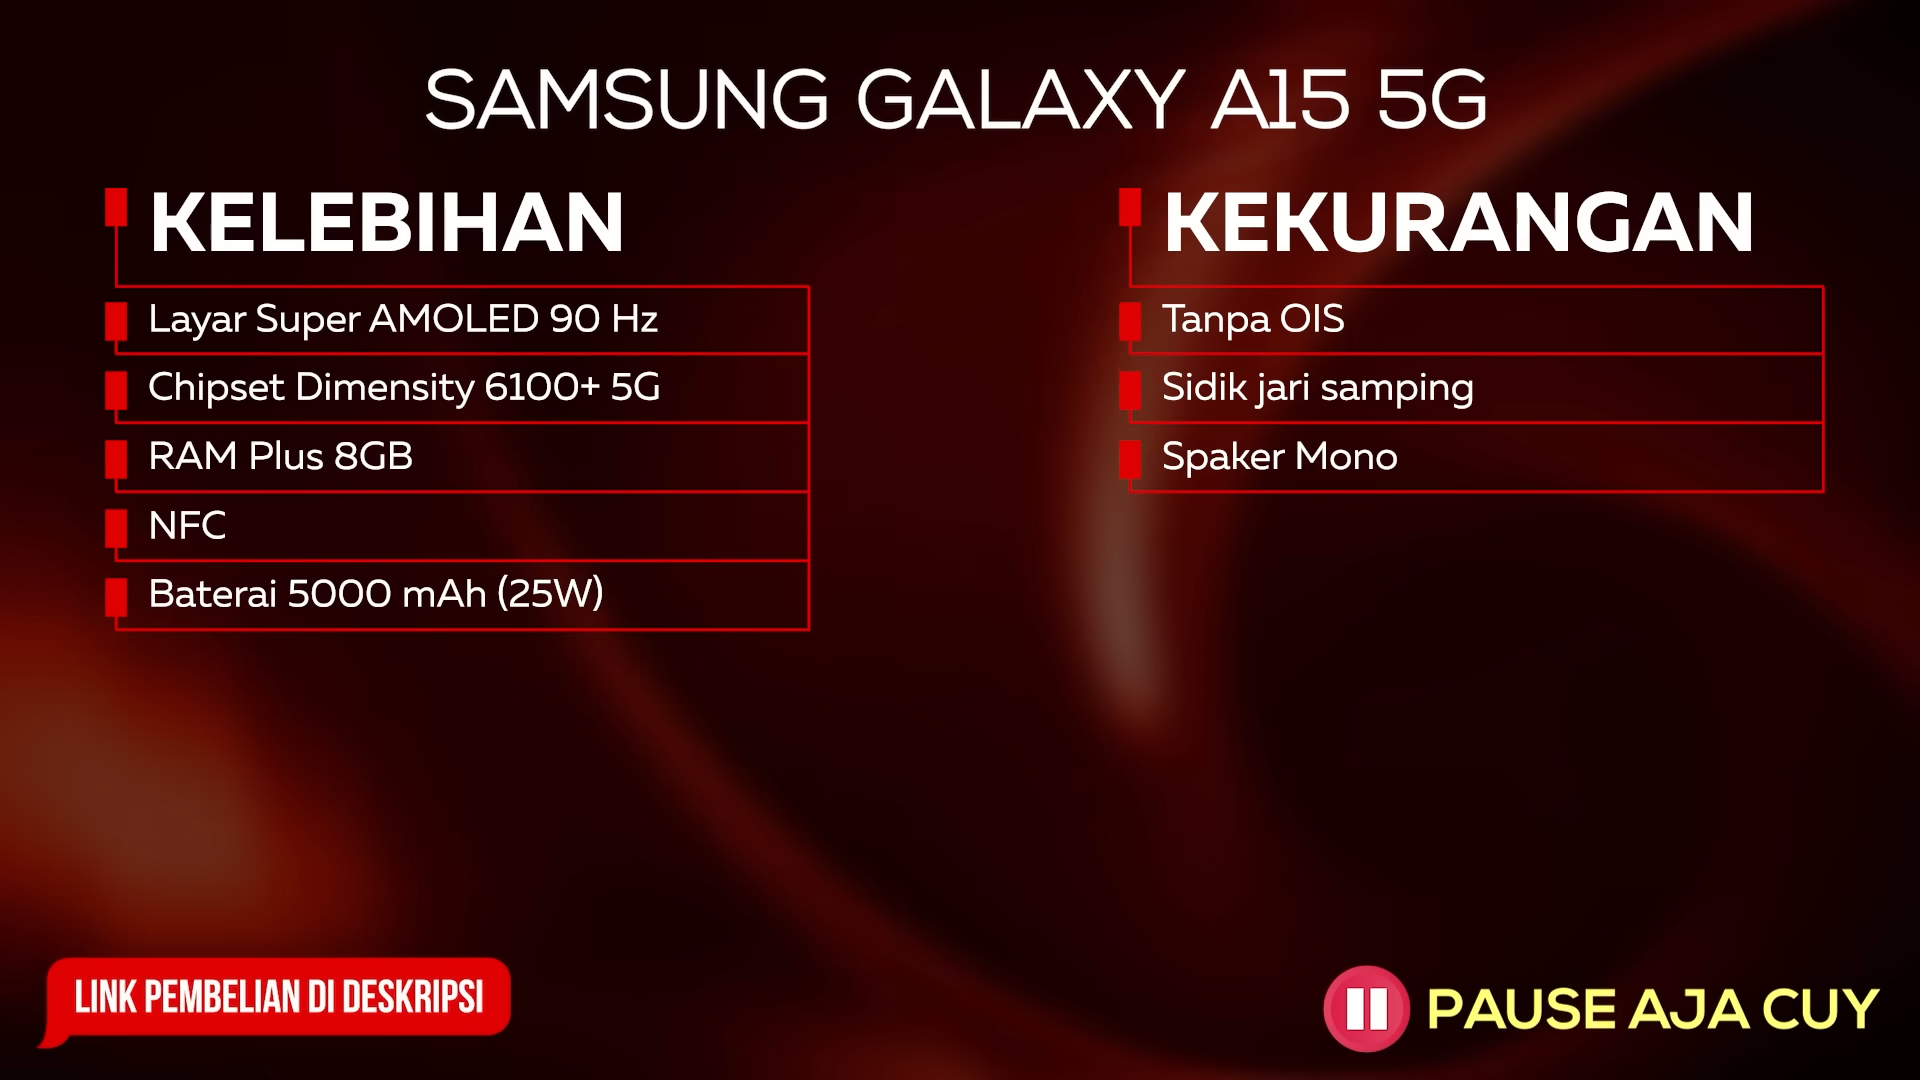 SAMSUNG GALAXY A15 5G
KELEBIHAN
Layar Super AMOLED 90 Hz
Chipset Dimensity 6100+ 5G
RAM Plus 8GB
NFC
Baterai 5000 mAh (25W)
KEKURANGAN
Tanpa OIS
Sidik jari samping
Spaker Mono
LINK PEMBELIAN DI DESKRIPSI
PAUSE AJA CUY